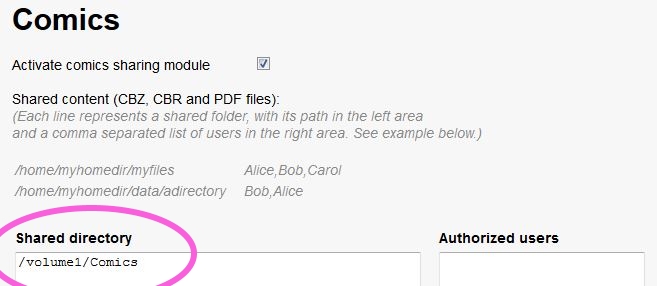 Comics
Activate comics sharing module
Shared content (CBZ, CBR and PDF files):
(Each line represents a shared folder, with its path in the left area
and a comma separated list of users in the right area. See example below.)
/home/myhomedir/myfiles Alice,Bob,Carol
/home/myhomedir/data/adirectory Bob,Alice
Shared directory Authorized users
/volume1/Comics